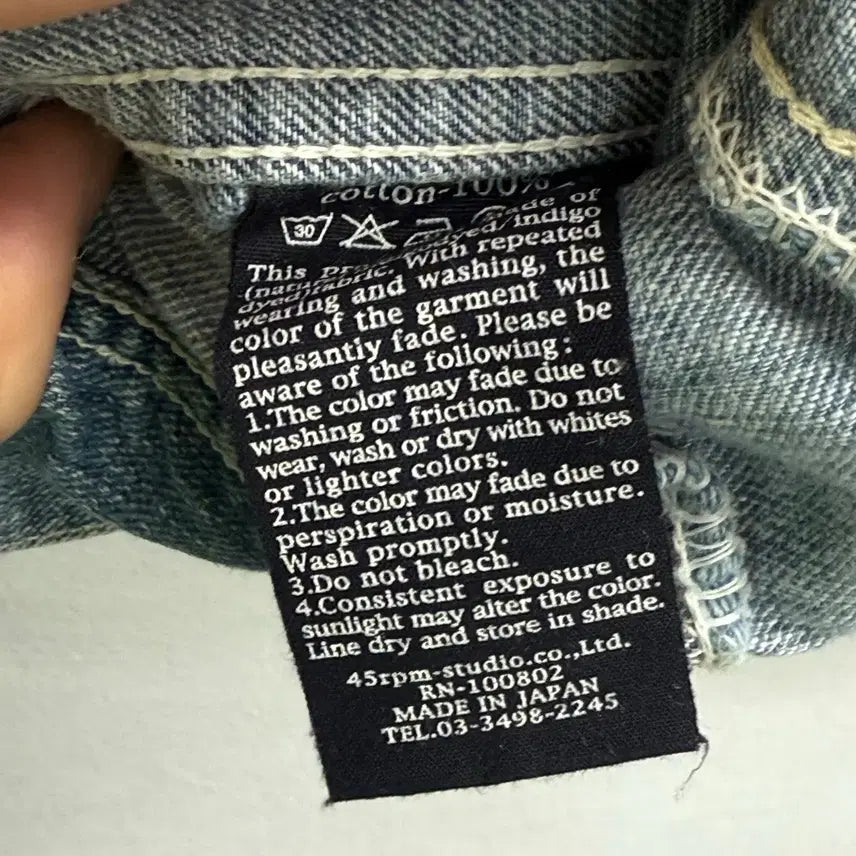 cotton-100%
30
This
made of
dyed/indigo
dyed)fabric. With repeated
wearing and washing, the
color of the garment will
pleasantly fade. Please be
aware of the following:
1.The color may fade due to
washing or friction. Do not
wear, wash or dry with whites
or lighter colors.
2.The color may fade due to
perspiration or moisture.
Wash promptly.
3.Do not bleach.
4.Consistent exposure to
sunlight may alter the color.
Line dry and store in shade.
45rpm-studio.co.,Ltd.
RN-100802
MADE IN JAPAN
TEL.03-3498-2245